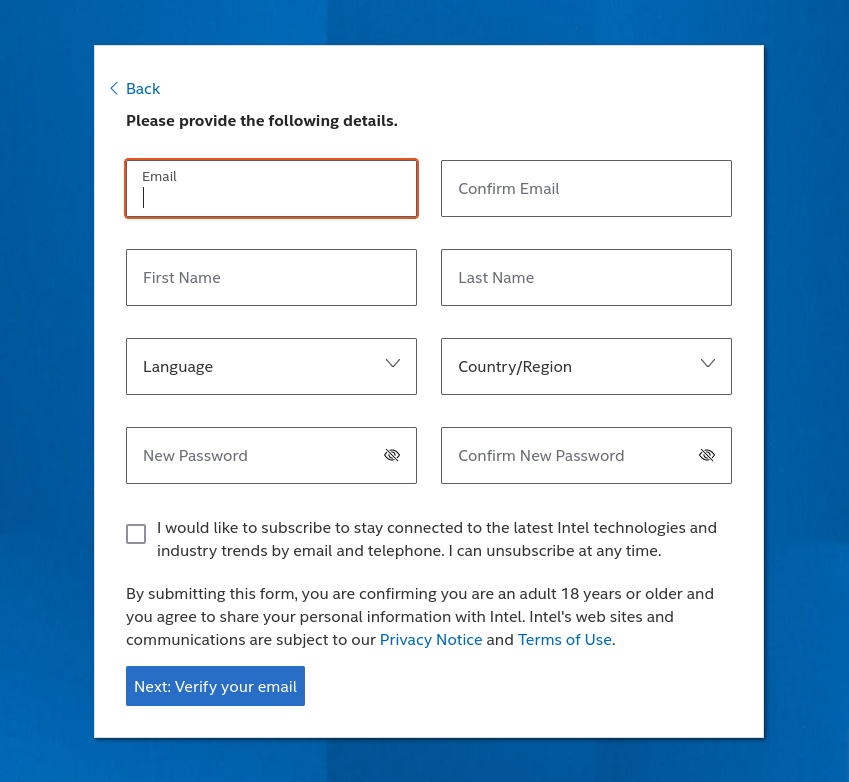 Back
Please provide the following details.
Email
Confirm Email
First Name
Last Name
Language
Country/Region
New Password
Confirm New Password
I would like to subscribe to stay connected to the latest Intel technologies and
industry trends by email and telephone. I can unsubscribe at any time.
By submitting this form, you are confirming you are an adult 18 years or older and
you agree to share your personal information with Intel. Intel's web sites and
communications are subject to our Privacy Notice and Terms of Use.
Next: Verify your email